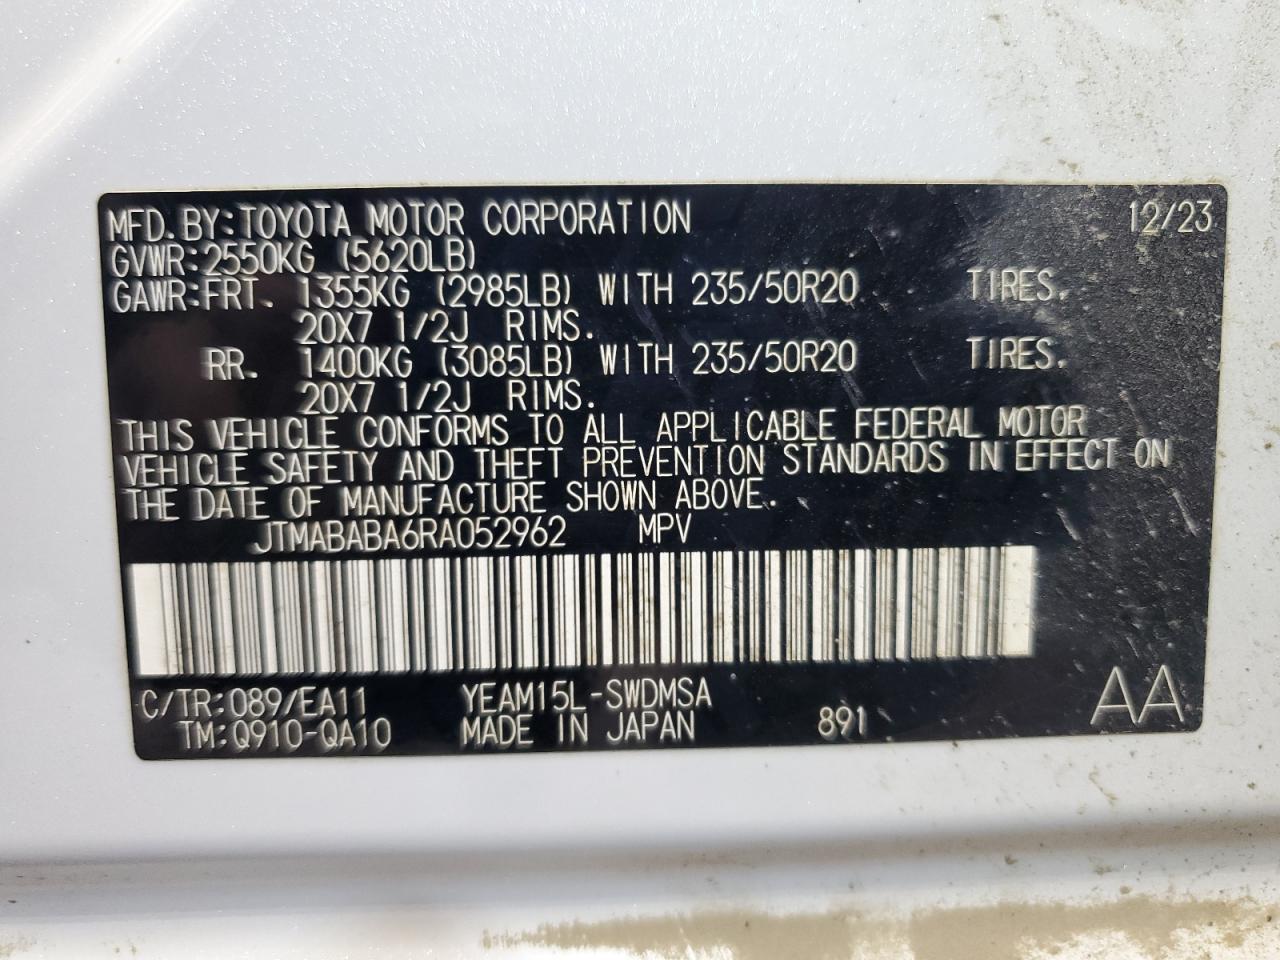 MFD.BY:TOYOTA MOTOR CORPORATION 12/23
GVWR:2550KG (5620LB)
GAWR:FRT. 1355KG (2985LB) WITH 235/50R20 TIRES.
20X7 1/2J RIMS.
RR. 1400KG (3085LB) WITH 235/50R20 TIRES.
20X7 1/2J RIMS.
THIS VEHICLE CONFORMS TO ALL APPLICABLE FEDERAL MOTOR
VEHICLE SAFETY AND THEFT PREVENTION STANDARDS IN EFFECT ON
THE DATE OF MANUFACTURE SHOWN ABOVE.
JTMABABA6RA052962 MPV
C/TR:089/EA11 YEAM15L-SWDMSA AA
TM:Q910-QA10 MADE IN JAPAN 891